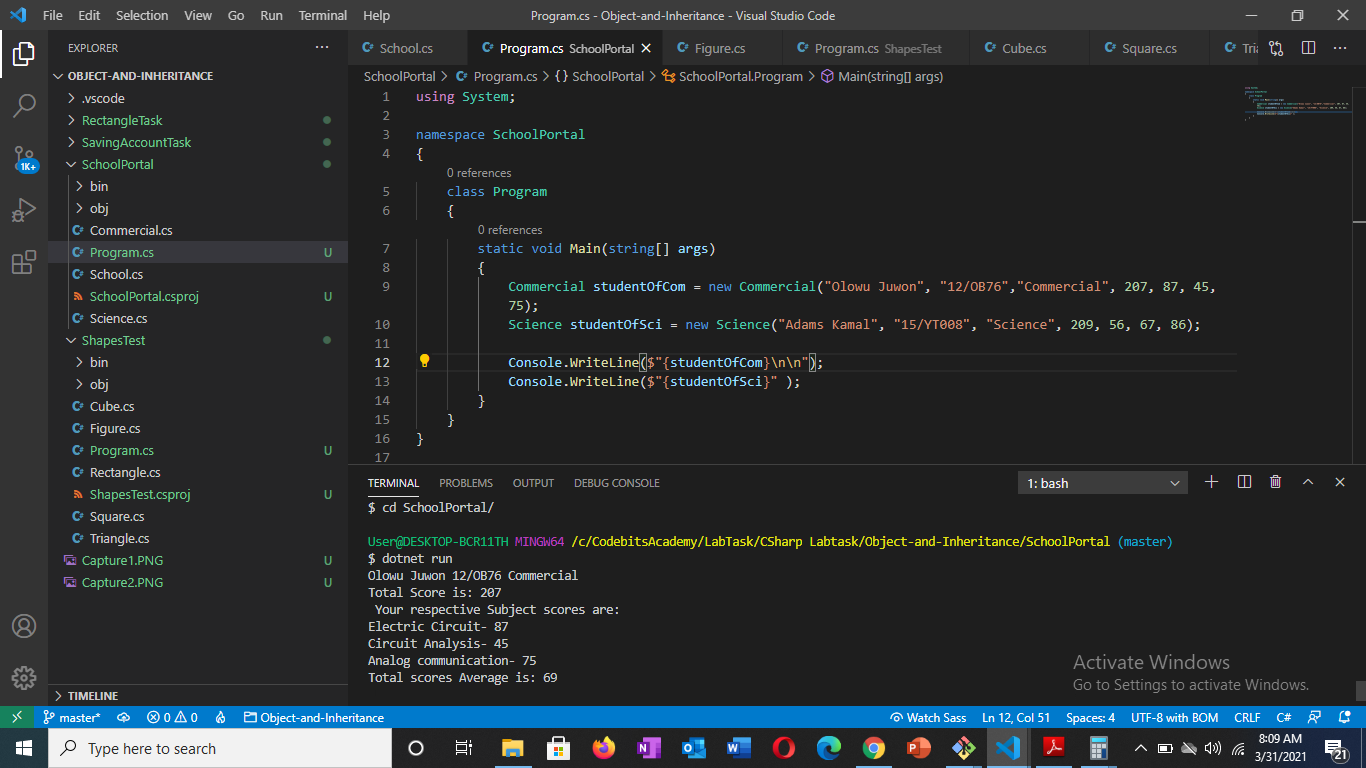 File Edit Selection View Go Run Terminal Help
Program.cs - Object-and-Inheritance - Visual Studio Code
EXPLORER
OBJECT-AND-INHERITANCE
.vscode
RectangleTask
SavingAccountTask
SchoolPortal
bin
obj
Commercial.cs
Program.cs U
School.cs
SchoolPortal.csproj U
Science.cs
ShapesTest
bin
obj
Cube.cs
Figure.cs
Program.cs U
Rectangle.cs
ShapesTest.csproj U
Square.cs
Triangle.cs
Capture1.PNG U
Capture2.PNG U
TIMELINE
1K+
School.cs Program.cs SchoolPortal Figure.cs Program.cs ShapesTest Cube.cs Square.cs Tria
SchoolPortal > Program.cs > {} SchoolPortal > SchoolPortal.Program > Main(string[] args)
1 using System;
2
3 namespace SchoolPortal
4 {
0 references
5 class Program
6 {
0 references
7 static void Main(string[] args)
8 {
9 Commercial studentOfCom = new Commercial("Olowu Juwon", "12/OB76","Commercial", 207, 87, 45,
75);
10 Science studentOfSci = new Science("Adams Kamal", "15/YT008", "Science", 209, 56, 67, 86);
11
12 Console.WriteLine($"{studentOfCom}\n\n");
13 Console.WriteLine($"{studentOfSci}" );
14 }
15 }
16 }
17
TERMINAL PROBLEMS OUTPUT DEBUG CONSOLE
1: bash
$ cd SchoolPortal/
User@DESKTOP-BCR11TH MINGW64 /c/CodebitsAcademy/LabTask/CSharp Labtask/Object-and-Inheritance/SchoolPortal (master)
$ dotnet run
Olowu Juwon 12/OB76 Commercial
Total Score is: 207
Your respective Subject scores are:
Electric Circuit- 87
Circuit Analysis- 45
Analog communication- 75
Total scores Average is: 69
Activate Windows
Go to Settings to activate Windows.
master* 0 0 Object-and-Inheritance
Watch Sass Ln 12, Col 51 Spaces: 4 UTF-8 with BOM CRLF C#
Type here to search
8:09 AM
3/31/2021
21